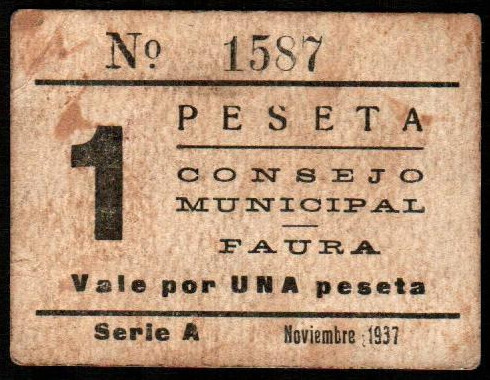 Nº 1587
1 PESETA
CONSEJO
MUNICIPAL
FAURA
Vale por UNA peseta
Serie A Noviembre 1937